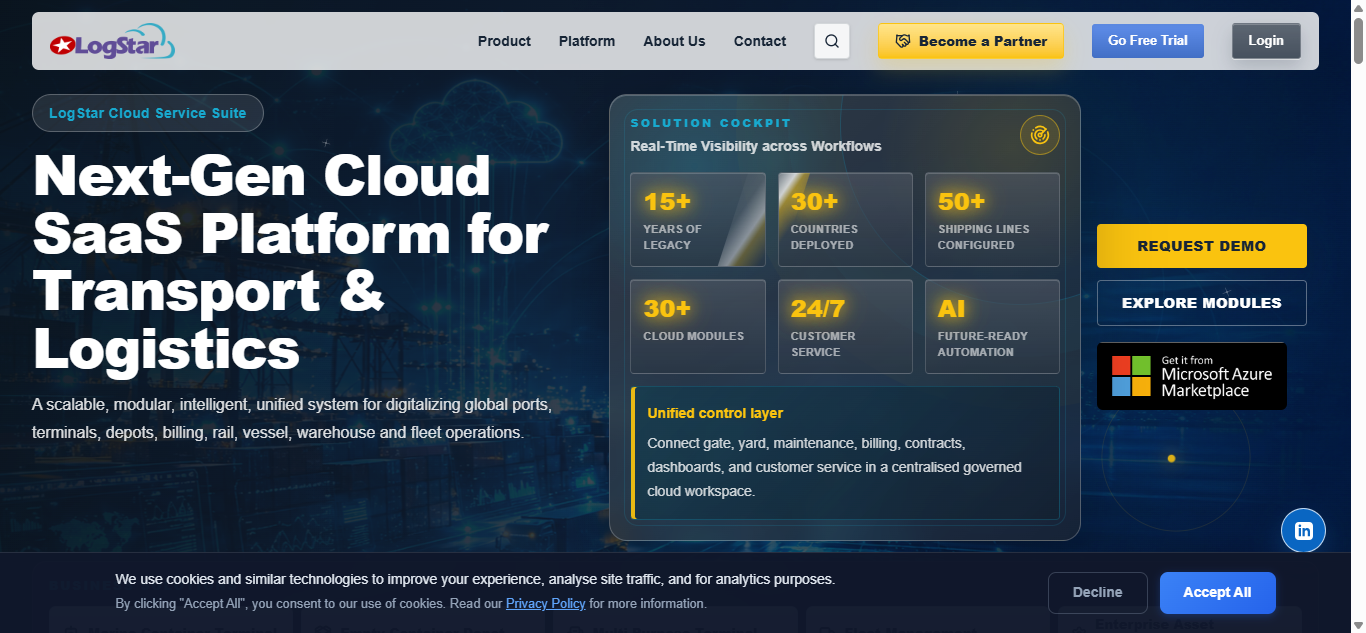 LogStar
Product
Platform
About Us
Contact
Become a Partner
Go Free Trial
Login
LogStar Cloud Service Suite
Next-Gen Cloud
SaaS Platform for
Transport &
Logistics
A scalable, modular, intelligent, unified system for digitalizing global ports,
terminals, depots, billing, rail, vessel, warehouse and fleet operations.
SOLUTION COCKPIT
Real-Time Visibility across Workflows
15+
YEARS OF
LEGACY
30+
COUNTRIES
DEPLOYED
50+
SHIPPING LINES
CONFIGURED
30+
CLOUD MODULES
24/7
CUSTOMER
SERVICE
AI
FUTURE-READY
AUTOMATION
Unified control layer
Connect gate, yard, maintenance, billing, contracts,
dashboards, and customer service in a centralised governed
cloud workspace.
REQUEST DEMO
EXPLORE MODULES
Get it from
Microsoft Azure
Marketplace
in
We use cookies and similar technologies to improve your experience, analyse site traffic, and for analytics purposes.
By clicking "Accept All", you consent to our use of cookies. Read our Privacy Policy for more information.
Decline
Accept All
Enterprise Asset